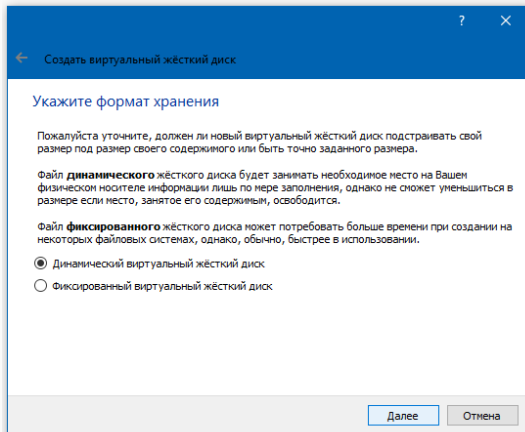 ?
Создать виртуальный жёсткий диск
Укажите формат хранения
Пожалуйста уточните, должен ли новый виртуальный жёсткий диск подстраивать свой
размер под размер своего содержимого или быть точно заданного размера.
Файл динамического жёсткого диска будет занимать необходимое место на Вашем
физическом носителе информации лишь по мере заполнения, однако не сможет уменьшиться в
размере если место, занятое его содержимым, освободится.
Файл фиксированного жёсткого диска может потребовать больше времени при создании на
некоторых файловых системах, однако, обычно, быстрее в использовании.
Динамический виртуальный жёсткий диск
Фиксированный виртуальный жёсткий диск
Далее Отмена